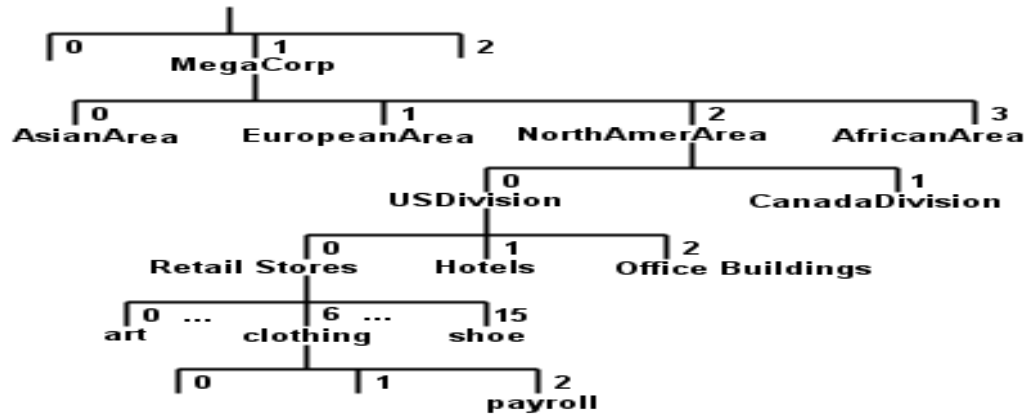 0 1 2
MegaCorp
0 1 2 3
AsianArea EuropeanArea NorthAmerArea AfricanArea
0 1
USDivision CanadaDivision
0 1 2
Retail Stores Hotels Office Buildings
0 ... 6 ... 15
art clothing shoe
0 1 2
payroll